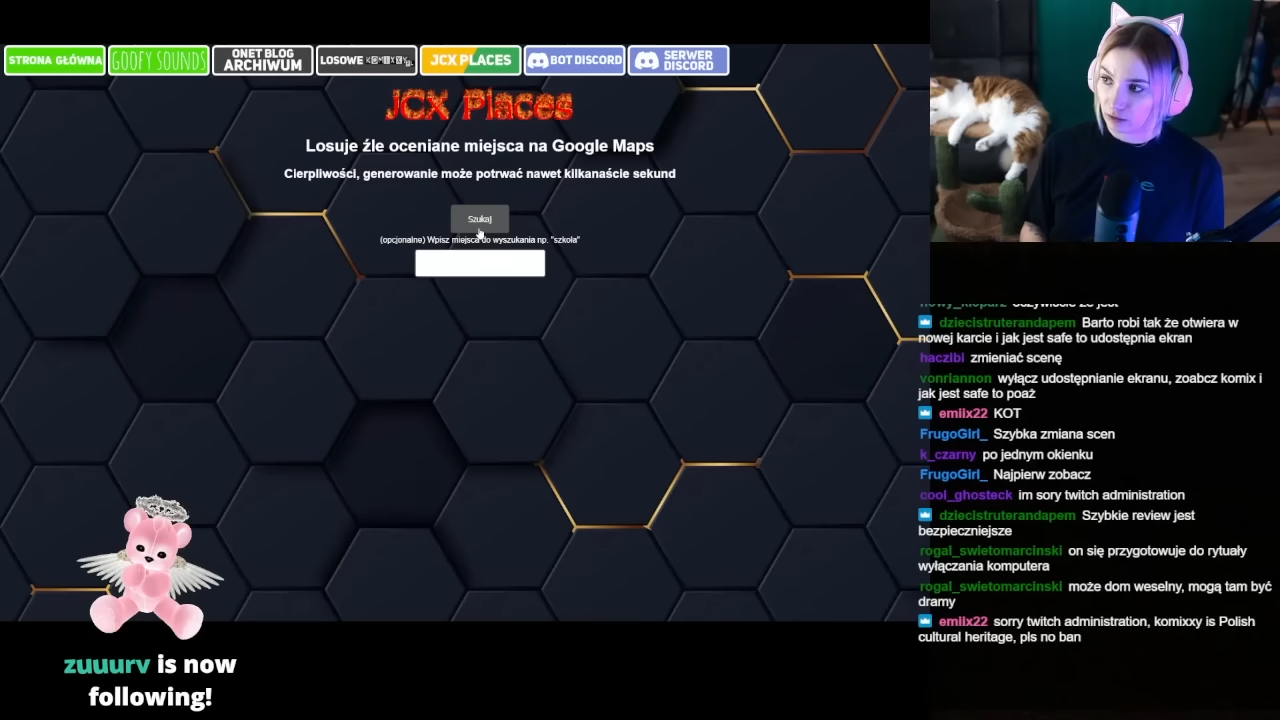 STRONA GŁÓWNA
GOOFY SOUNDS
ONET BLOG
ARCHIWUM
LOSOWE
JCX PLACES
BOT DISCORD
SERWER
DISCORD
JCX Places
Losuje źle oceniane miejsca na Google Maps
Cierpliwości, generowanie może potrwać nawet kilkanaście sekund
Szukaj
(opcjonalne) Wpisz miejsca do wyszukania np. "szkoła"
dziecistruterandapem Barto robi tak że otwiera w
nowej karcie i jak jest safe to udostępnia ekran
haczlbi zmieniać scenę
vonriannon wyłącz udostępnianie ekranu, zoabcz komix i
jak jest safe to poaż
emiix22 KOT
FrugoGirl_ Szybka zmiana scen
k_czarny po jednym okienku
FrugoGirl_ Najpierw zobacz
cool_ghosteck im sory twitch administration
dziecistruterandapem Szybkie review jest
bezpieczniejsze
rogal_swietomarcinski on się przygotowuje do rytuały
wyłączania komputera
rogal_swietomarcinski może dom weselny, mogą tam być
dramy
emiix22 sorry twitch administration, komixxy is Polish
cultural heritage, pls no ban
zuuurv is now
following!